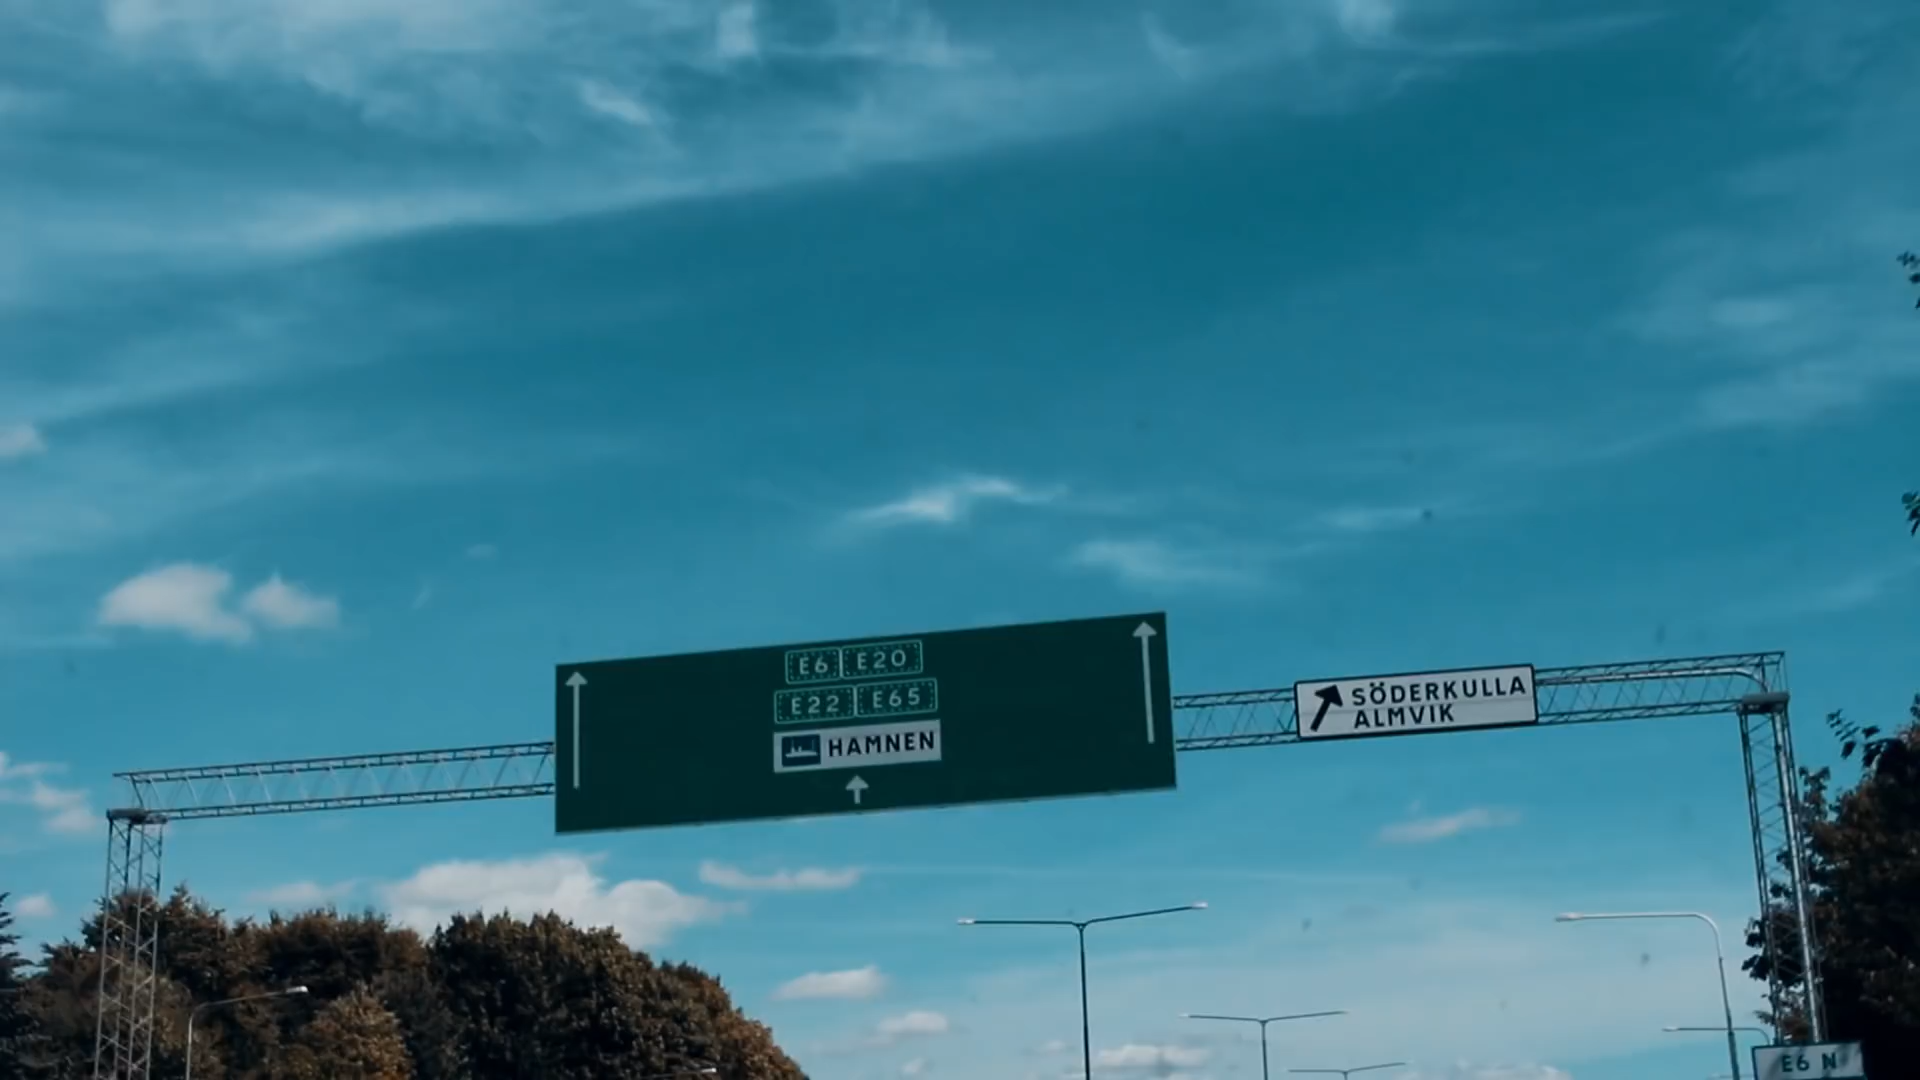 E6 E20
E22 E65
HAMNEN
SÖDERKULLA
ALMVIK
E6 N